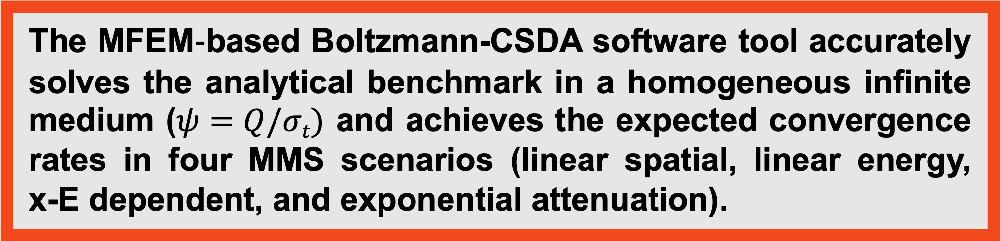 The MFEM-based Boltzmann-CSDA software tool accurately
solves the analytical benchmark in a homogeneous infinite
medium (𝜓 = 𝑄/𝜎ₜ) and achieves the expected convergence
rates in four MMS scenarios (linear spatial, linear energy,
x-E dependent, and exponential attenuation).